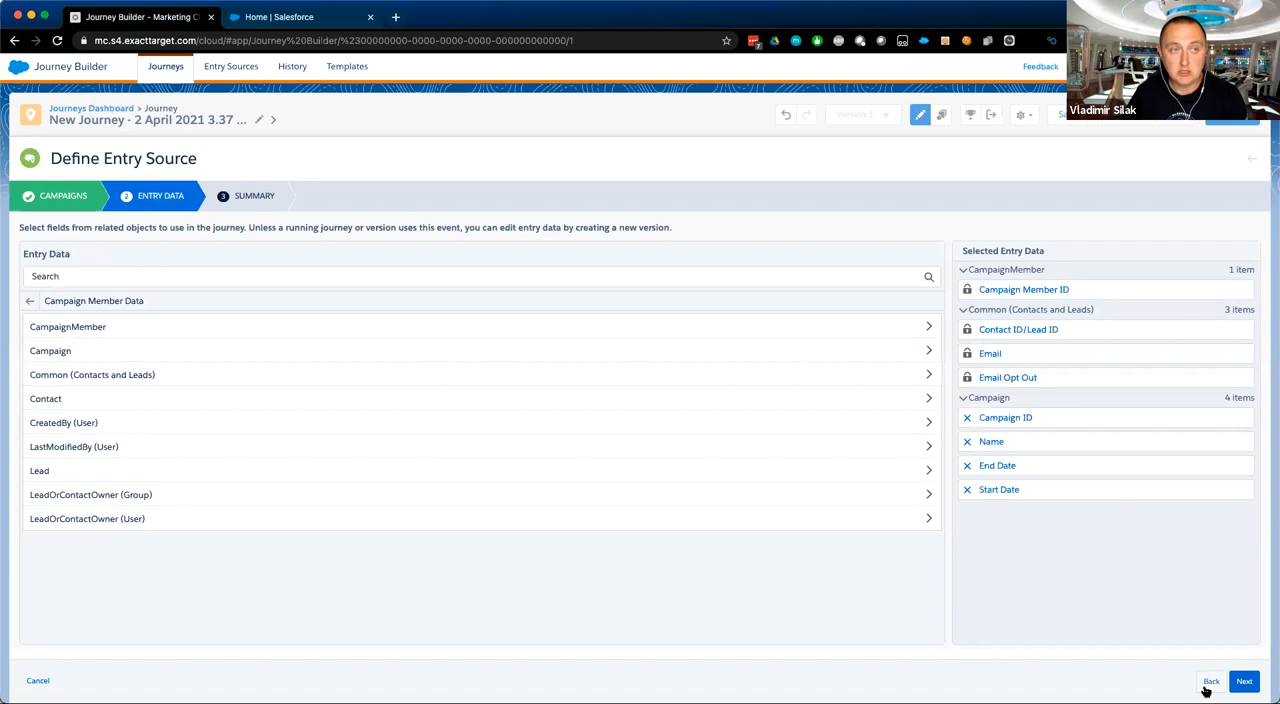 Journey Builder - Marketing C
Home | Salesforce
mc.s4.exacttarget.com/cloud/#app/Journey%20Builder/%2300000000-0000-0000-0000-000000000000/1
Journey Builder
Journeys
Entry Sources
History
Templates
Feedback
Vladimir Silak
Journeys Dashboard > Journey
New Journey - 2 April 2021 3.37 ...
Version 1
Define Entry Source
CAMPAIGNS
2 ENTRY DATA
3 SUMMARY
Select fields from related objects to use in the journey. Unless a running journey or version uses this event, you can edit entry data by creating a new version.
Entry Data
Search
Campaign Member Data
CampaignMember
Campaign
Common (Contacts and Leads)
Contact
CreatedBy (User)
LastModifiedBy (User)
Lead
LeadOrContactOwner (Group)
LeadOrContactOwner (User)
Selected Entry Data
CampaignMember 1 item
Campaign Member ID
Common (Contacts and Leads) 3 items
Contact ID/Lead ID
Email
Email Opt Out
Campaign 4 items
Campaign ID
Name
End Date
Start Date
Cancel
Back
Next